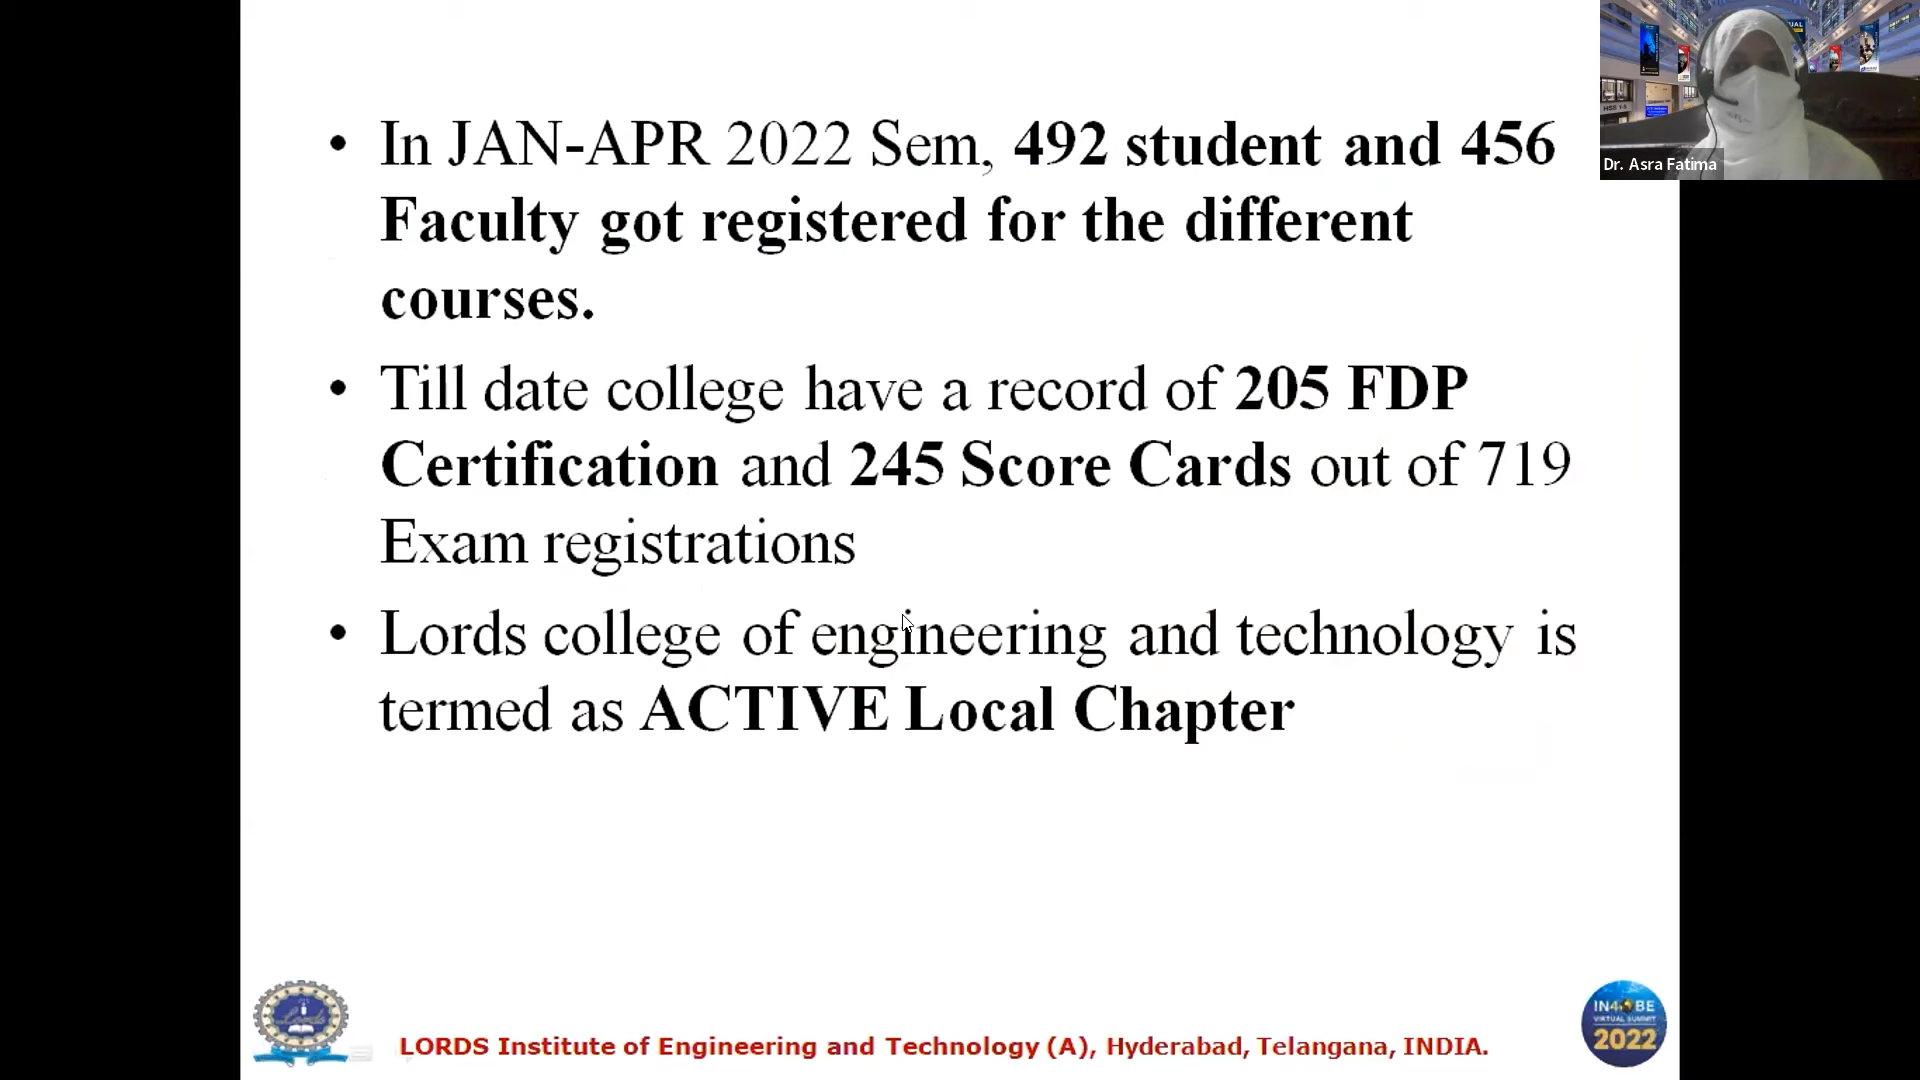 • In JAN-APR 2022 Sem, 492 student and 456
Faculty got registered for the different
courses.
• Till date college have a record of 205 FDP
Certification and 245 Score Cards out of 719
Exam registrations
• Lords college of engineering and technology is
termed as ACTIVE Local Chapter
Dr. Asra Fatima
Lords
LORDS Institute of Engineering and Technology (A), Hyderabad, Telangana, INDIA.
VIRTUAL SUMMIT
2022